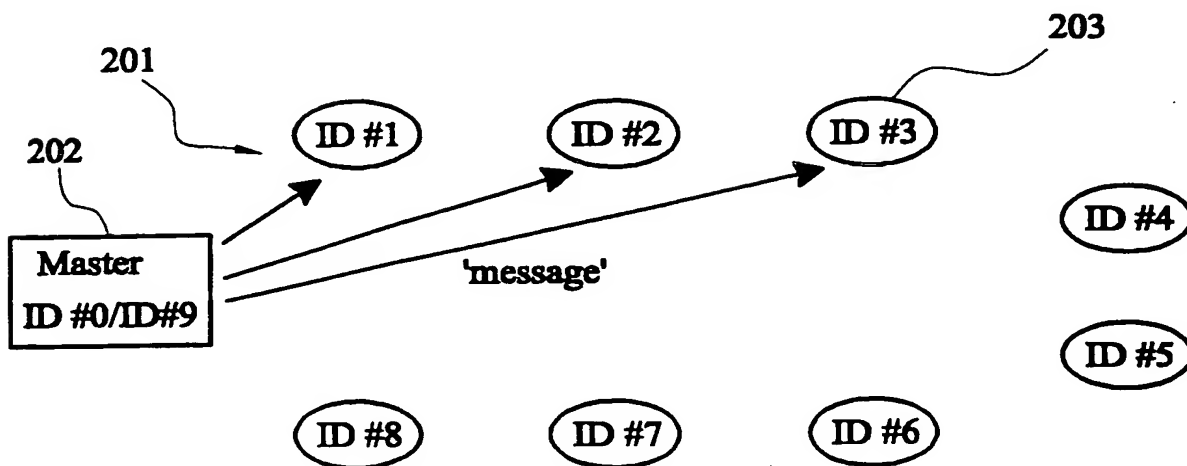 203
201
ID #1 ID #2 ID #3
202
ID #4
Master
'message'
ID #0/ID#9
ID #5
ID #8 ID #7 ID #6